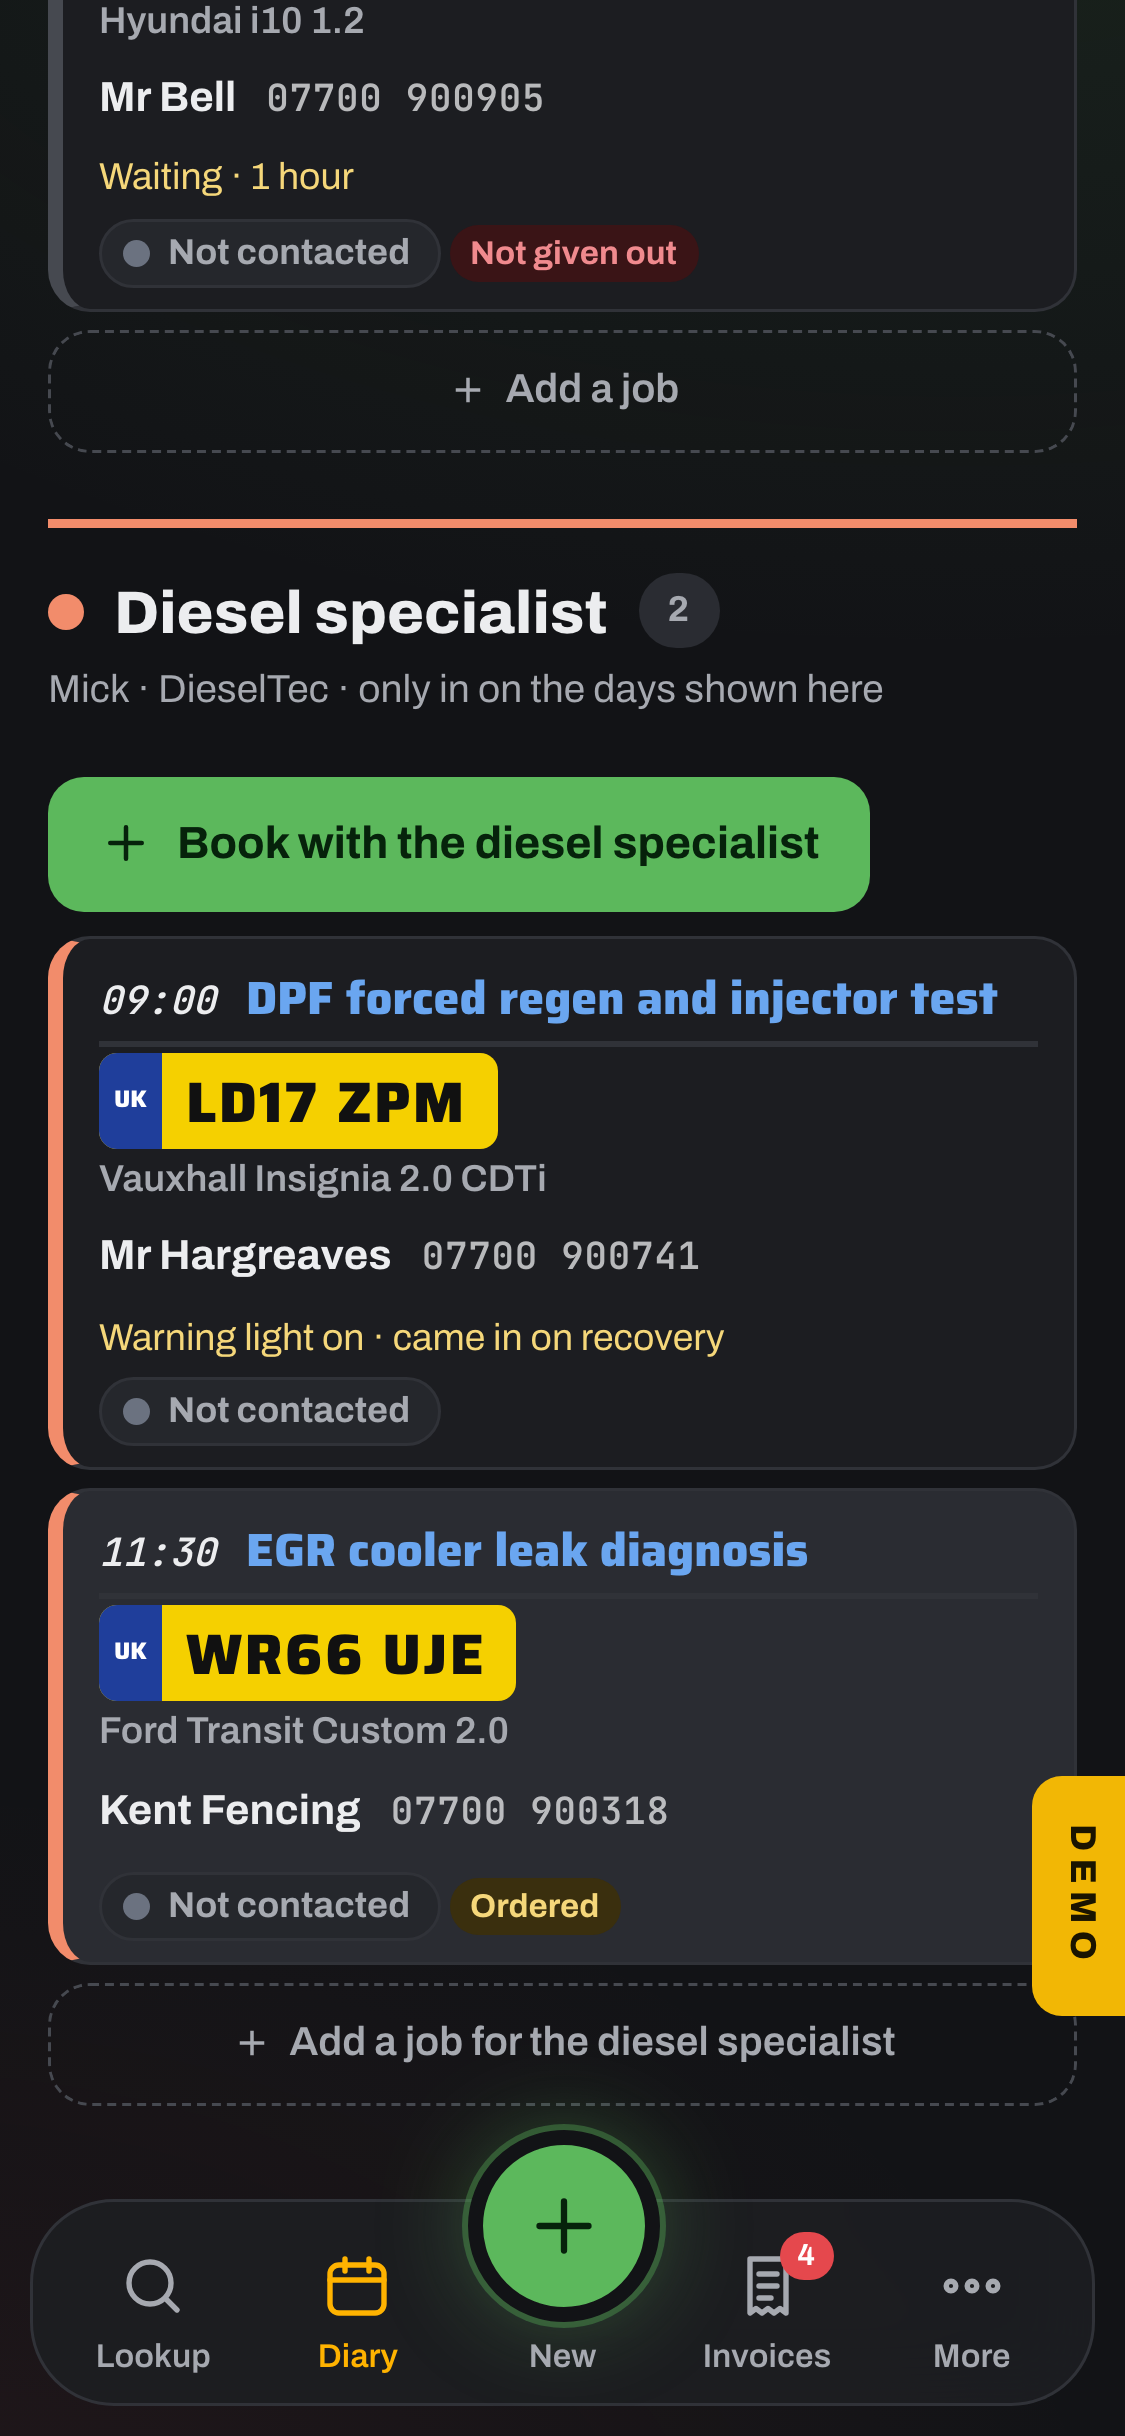 Hyundai i10 1.2
Mr Bell 07700 900905
Waiting · 1 hour
Not contacted Not given out
+ Add a job
Diesel specialist 2
Mick · DieselTec · only in on the days shown here
+ Book with the diesel specialist
09:00 DPF forced regen and injector test
UK LD17 ZPM
Vauxhall Insignia 2.0 CDTi
Mr Hargreaves 07700 900741
Warning light on · came in on recovery
Not contacted
11:30 EGR cooler leak diagnosis
UK WR66 UJE
Ford Transit Custom 2.0
Kent Fencing 07700 900318
Not contacted Ordered
DEMO
+ Add a job for the diesel specialist
4
Lookup Diary New Invoices More